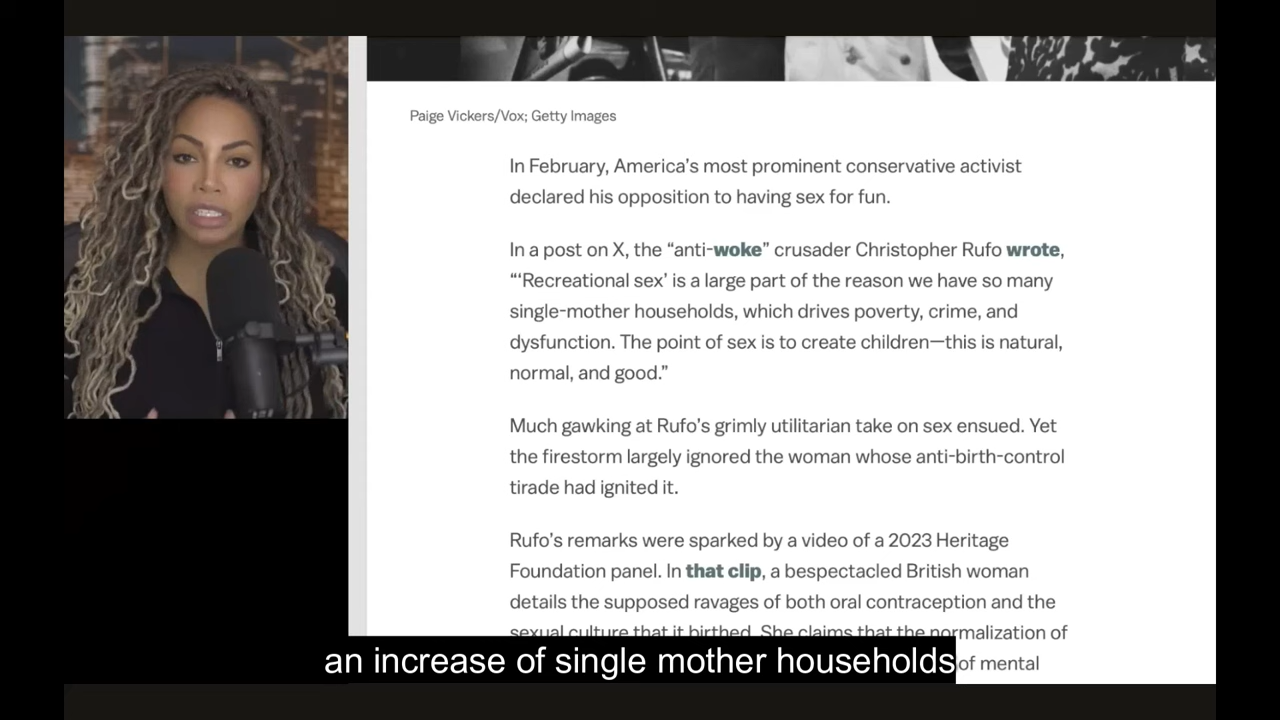 Paige Vickers/Vox; Getty Images
In February, America’s most prominent conservative activist
declared his opposition to having sex for fun.
In a post on X, the “anti-woke” crusader Christopher Rufo wrote,
“‘Recreational sex’ is a large part of the reason we have so many
single-mother households, which drives poverty, crime, and
dysfunction. The point of sex is to create children—this is natural,
normal, and good.”
Much gawking at Rufo’s grimly utilitarian take on sex ensued. Yet
the firestorm largely ignored the woman whose anti-birth-control
tirade had ignited it.
Rufo’s remarks were sparked by a video of a 2023 Heritage
Foundation panel. In that clip, a bespectacled British woman
details the supposed ravages of both oral contraception and the
sexual culture that it birthed. She claims that the normalization of
of mental
an increase of single mother households